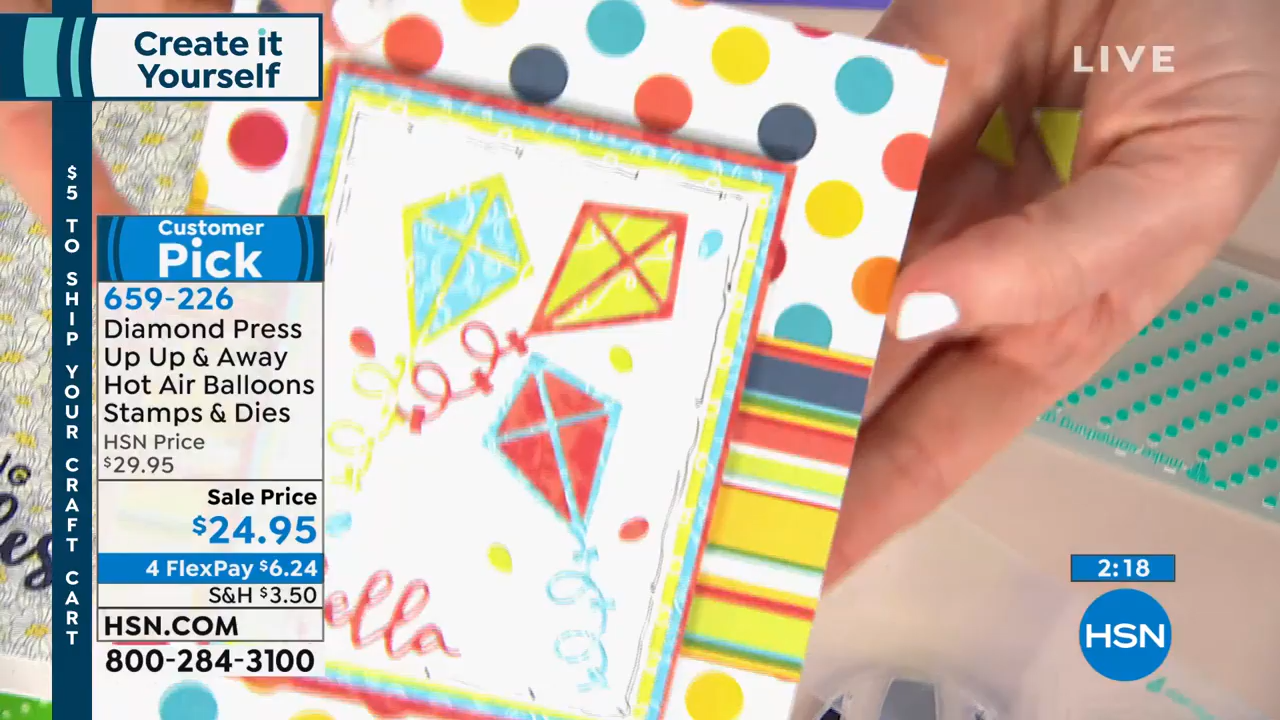 Create it
Yourself
LIVE
$5 TO SHIP YOUR CRAFT CART
Customer
Pick
659-226
Diamond Press
Up Up & Away
Hot Air Balloons
Stamps & Dies
HSN Price
$29.95
Sale Price
$24.95
4 FlexPay $6.24
S&H $3.50
HSN.COM
800-284-3100
2:18
HSN
ella
make something